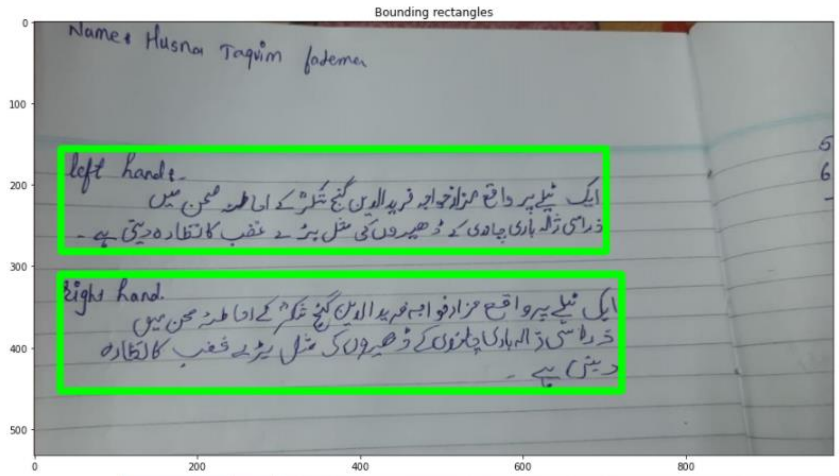 Bounding rectangles
0
100
200
300
400
500
Name: Husna Taqvim fadema
5
6
-
left hand:-
ایک ٹیلے پر واقع مزار خواجہ فرید الدین گنج شکرؒ کے احاطہ صحن میں
ذراسی ژالہ باری چاندی کے ڈھیروں کی مثل بڑے غضب کا نظارہ دیتی ہے ۔
Right hand.
ایک ٹیلے پر واقع مزار خواجہ فرید الدین گنج شکرؒ کے احاطہ صحن میں
ذرا سی ژالہ باری چاندی کے ڈھیروں کی مثل بڑے غضب کا نظارہ
دیتی ہے ۔
0
200
400
600
800